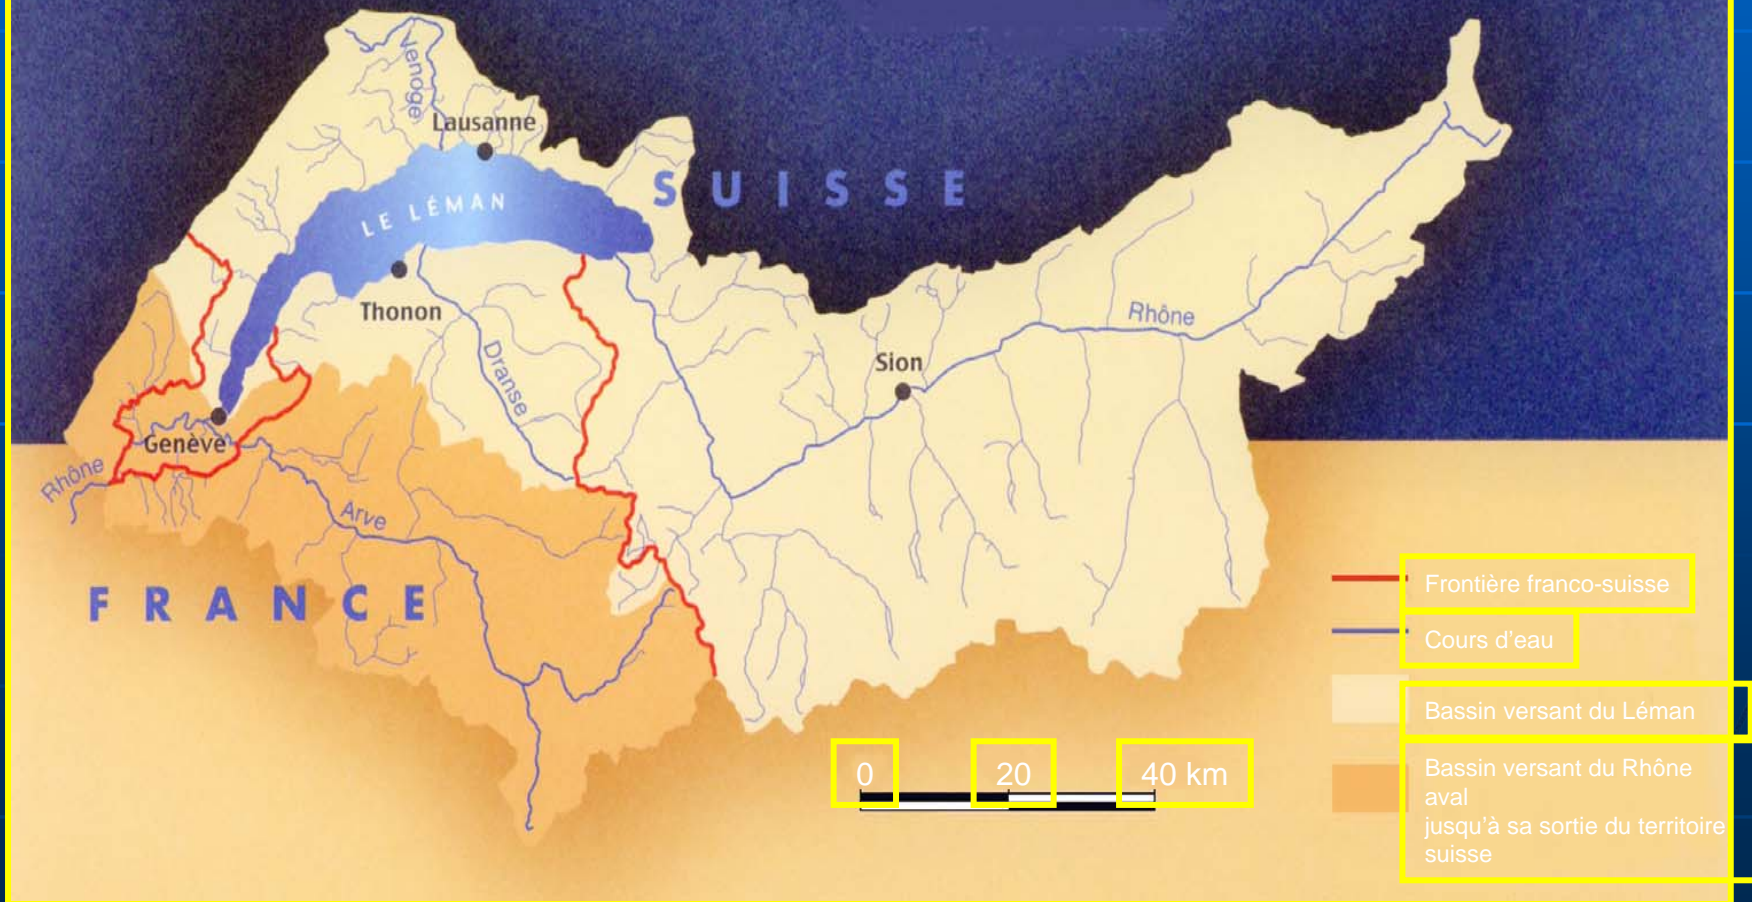 Venoge
Lausanne
SUISSE
LE LÉMAN
Thonon
Rhône
Dranse
Sion
Genève
Rhône
Arve
FRANCE
Frontière franco-suisse
Cours d'eau
Bassin versant du Léman
Bassin versant du Rhône
aval
jusqu'à sa sortie du territoire
suisse
0 20 40 km